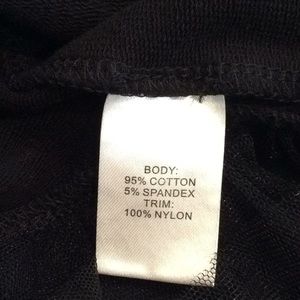 BODY:
95% COTTON
5% SPANDEX
TRIM:
100% NYLON